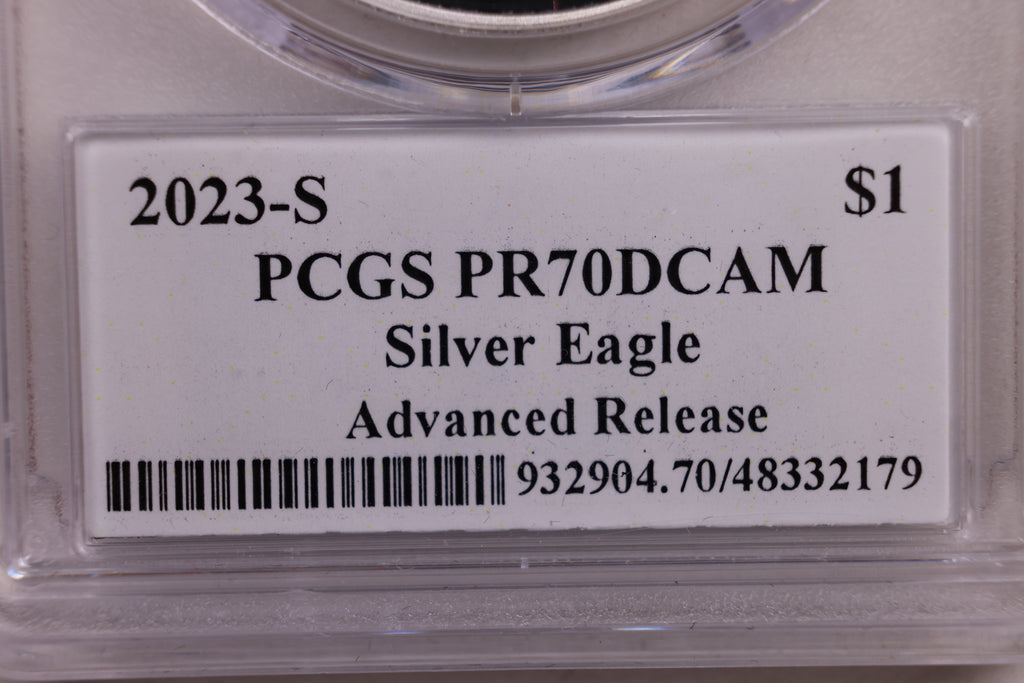 2023-S $1
PCGS PR70DCAM
Silver Eagle
Advanced Release
932904.70/48332179